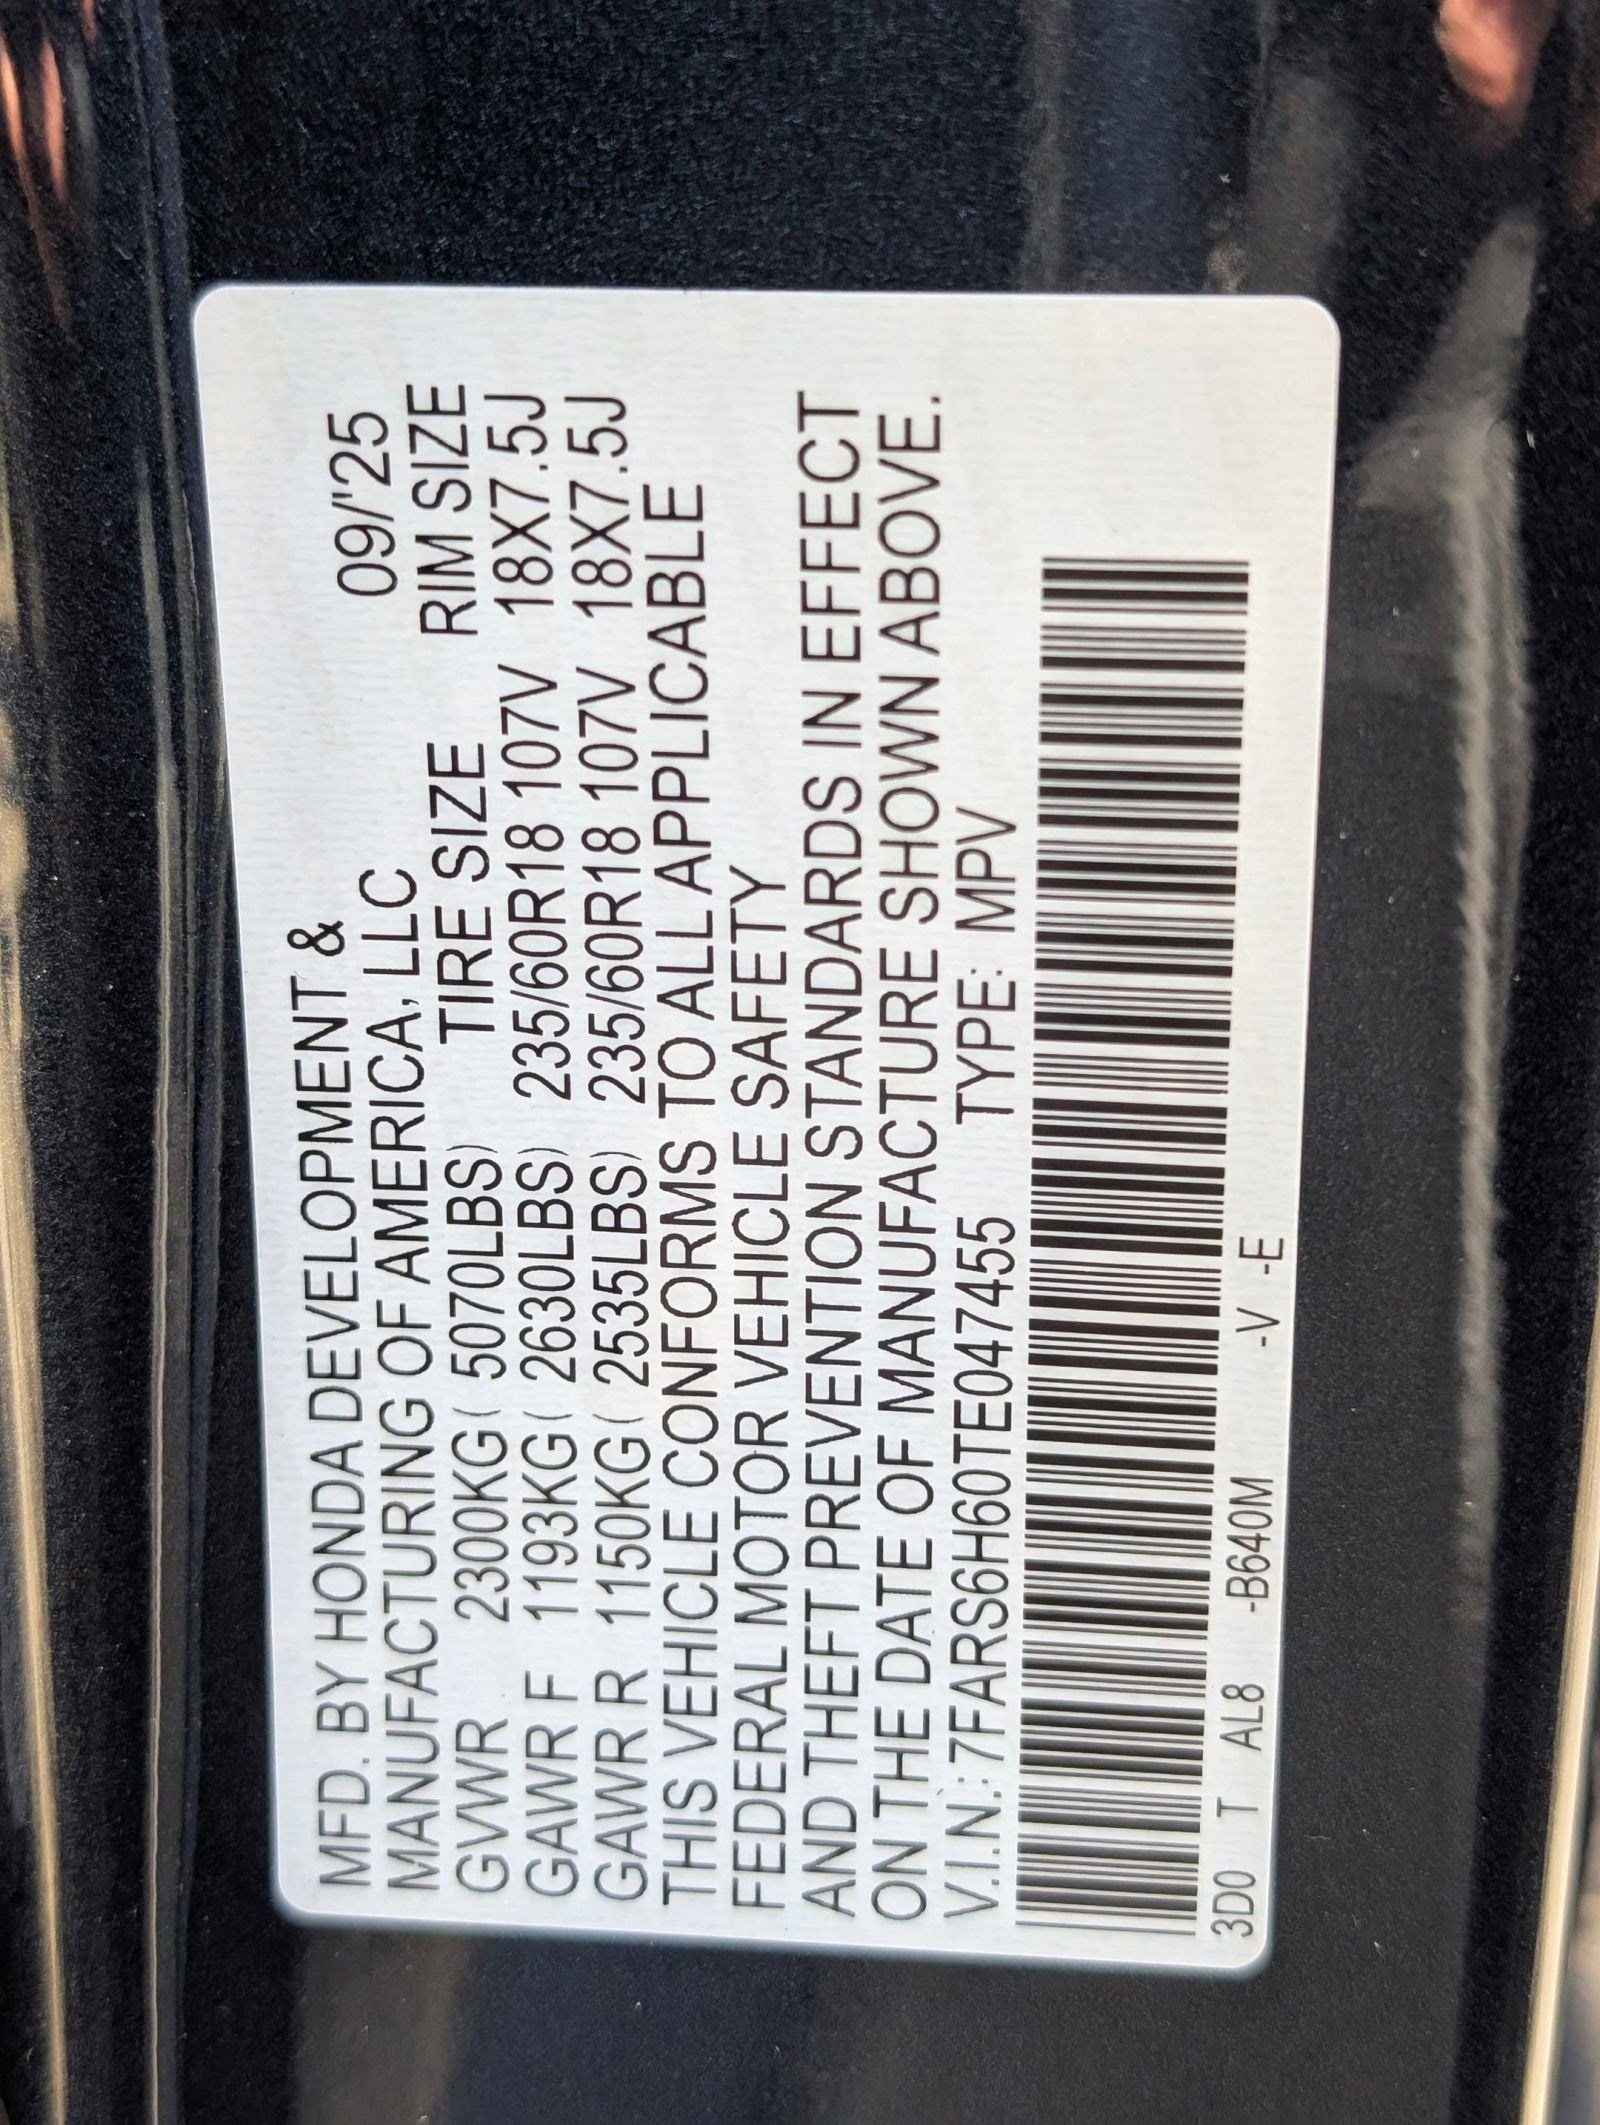 MFD. BY HONDA DEVELOPMENT &
MANUFACTURING OF AMERICA, LLC 09/'25
GVWR 2300KG( 5070LBS) TIRE SIZE RIM SIZE
GAWR F 1193KG( 2630LBS) 235/60R18 107V 18X7.5J
GAWR R 1150KG( 2535LBS) 235/60R18 107V 18X7.5J
THIS VEHICLE CONFORMS TO ALL APPLICABLE
FEDERAL MOTOR VEHICLE SAFETY
AND THEFT PREVENTION STANDARDS IN EFFECT
ON THE DATE OF MANUFACTURE SHOWN ABOVE.
V.I.N.: 7FARS6H60TE047455 TYPE: MPV
3D0 T AL8 -B640M -V -E